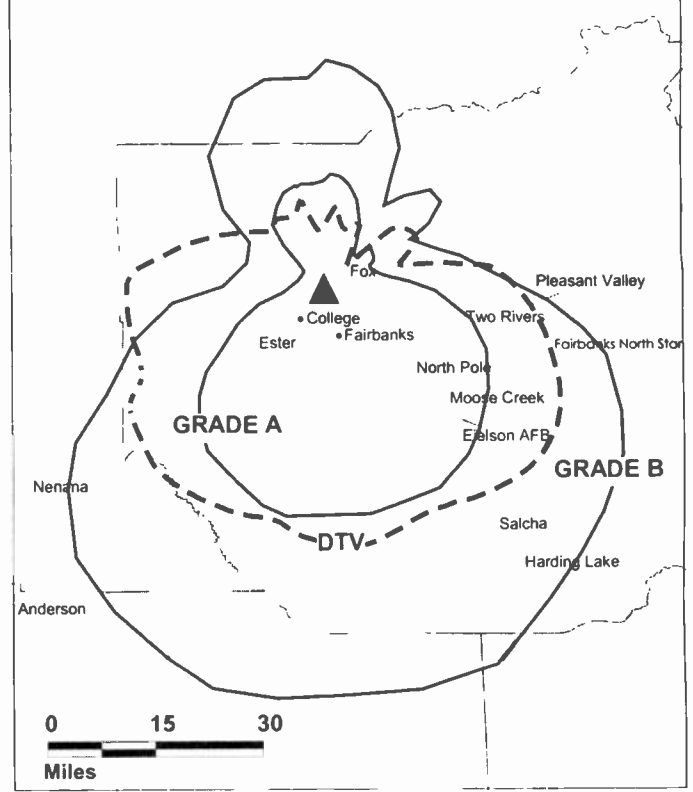 Fox
Pleasant Valley
College
Two Rivers
Fairbanks
Ester
Fairbanks North Star
North Pole
Moose Creek
GRADE A
Eielson AFB
GRADE B
Nenana
Salcha
DTV
Harding Lake
L
Anderson
0 15 30
Miles